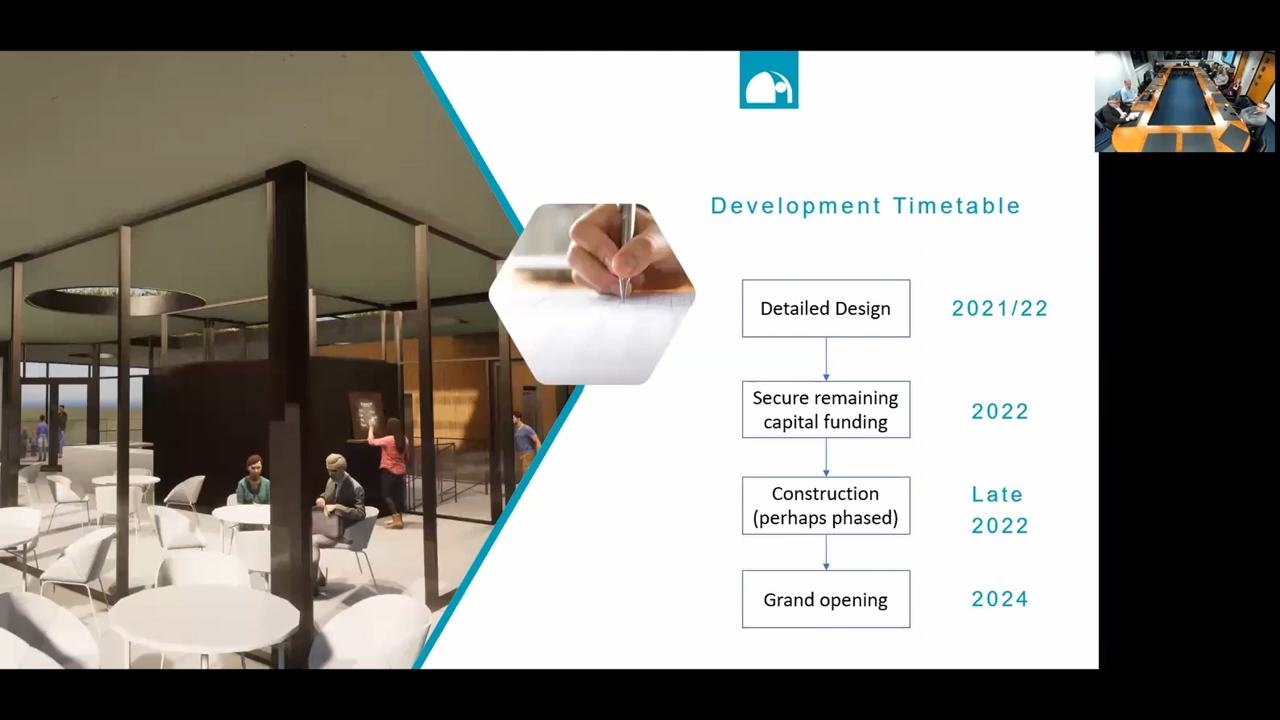 Development Timetable
Detailed Design
2021/22
Secure remaining
capital funding
2022
Construction
(perhaps phased)
Late
2022
Grand opening
2024